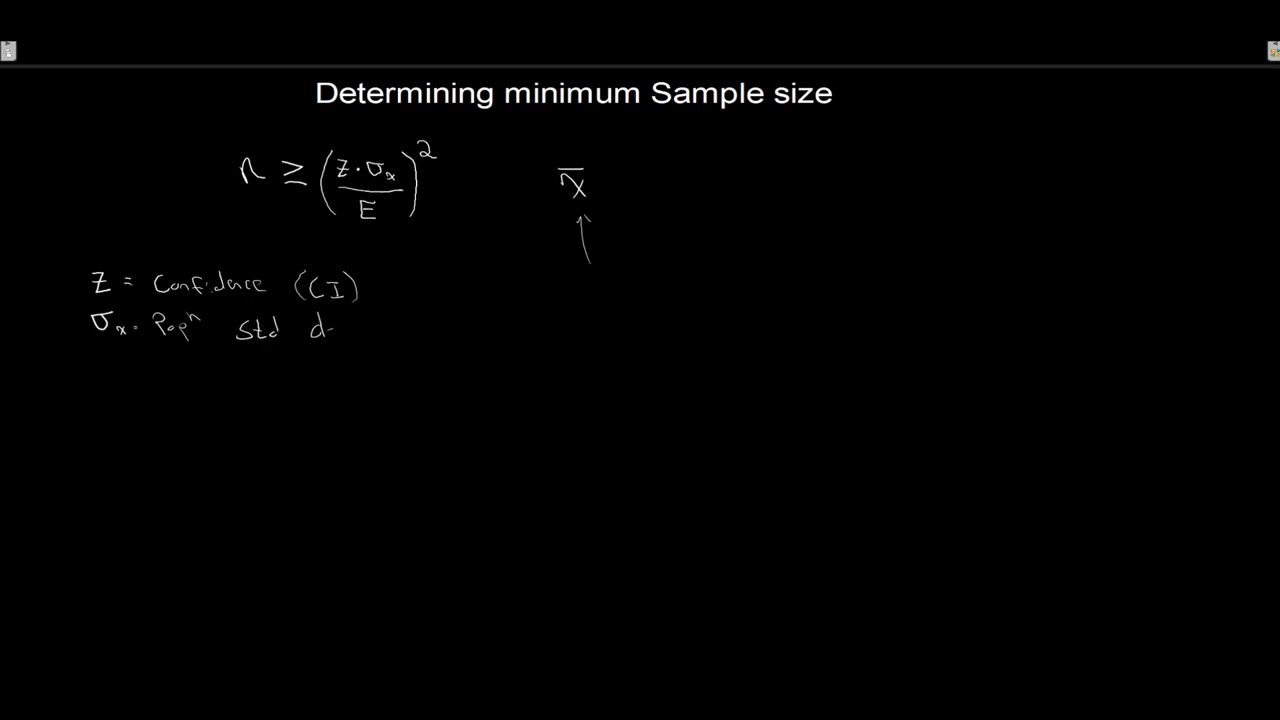 Determining minimum Sample size
n ≥ (z · σₓ / E)²
x̄
z = Confidence (CI)
σₓ = Popⁿ Std d-